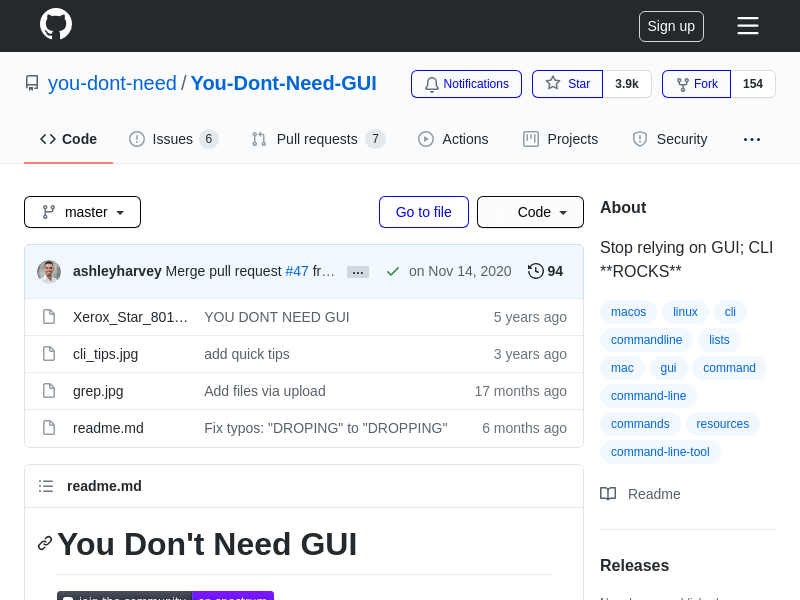 Sign up
you-dont-need / You-Dont-Need-GUI
Notifications
Star 3.9k
Fork 154
Code
Issues 6
Pull requests 7
Actions
Projects
Security
master
Go to file
Code
ashleyharvey Merge pull request #47 fr… … on Nov 14, 2020 94
Xerox_Star_801… YOU DONT NEED GUI 5 years ago
cli_tips.jpg add quick tips 3 years ago
grep.jpg Add files via upload 17 months ago
readme.md Fix typos: "DROPING" to "DROPPING" 6 months ago
readme.md
You Don't Need GUI
join the community on spectrum
About
Stop relying on GUI; CLI
**ROCKS**
macos linux cli
commandline lists
mac gui command
command-line
commands resources
command-line-tool
Readme
Releases